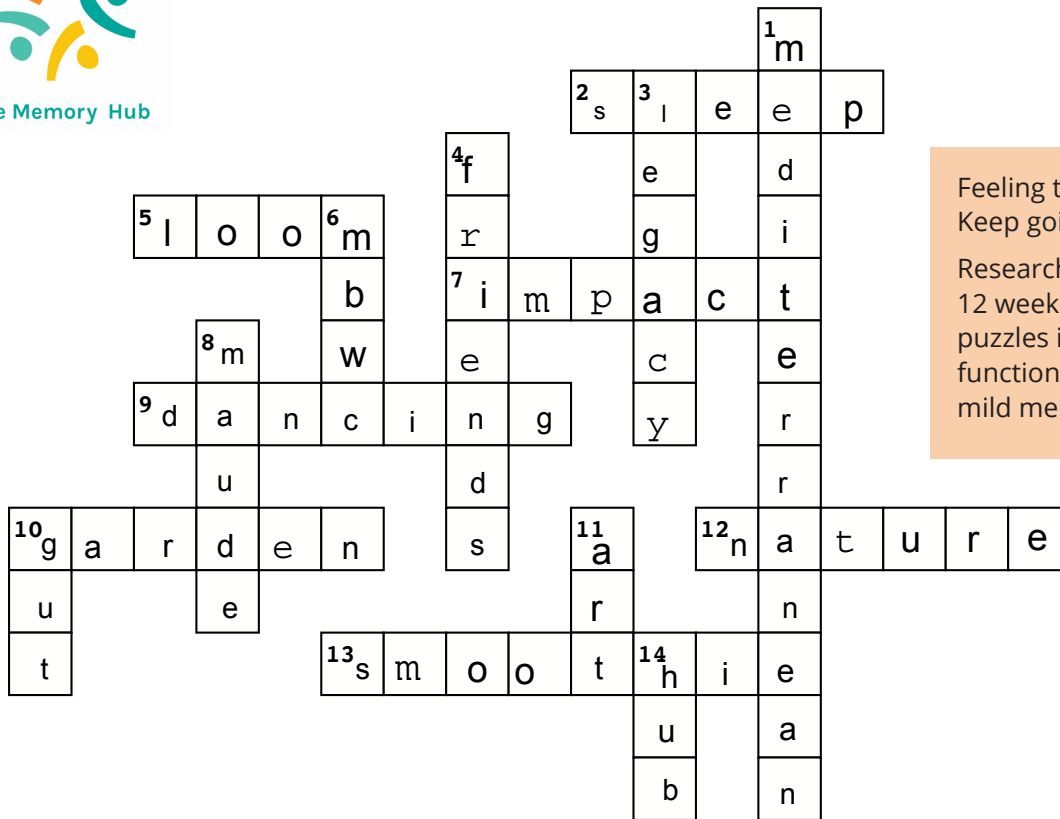 e Memory Hub
1 m
2 s 3 l e e p
4 f e d
5 l o o 6 m r g i
b 7 i m p a c t
8 m w e c e
9 d a n c i n g y r
u d r
10 g a r d e n s 11 a 12 n a t u r e
u e r n
t 13 s m o o t 14 h i e
u a
b n
Feeling t
Keep goi
Research
12 week
puzzles i
function
mild me